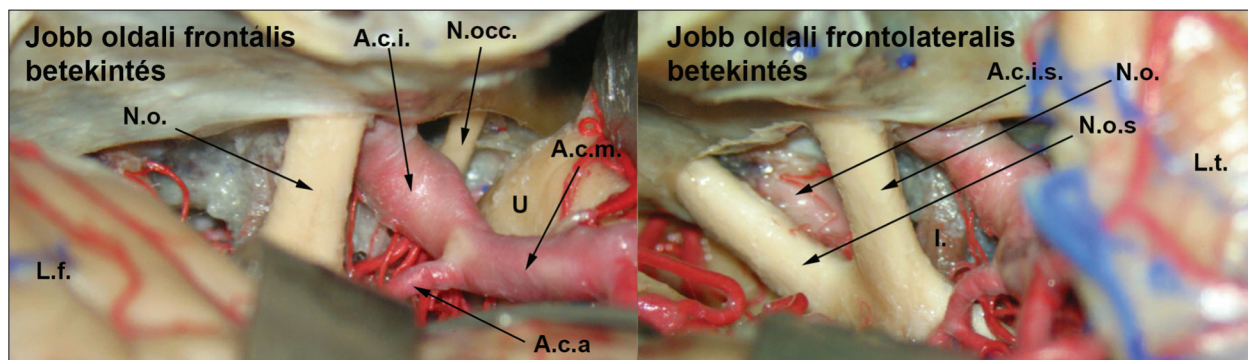 Jobb oldali frontális
betekintés
A.c.i.
N.occ.
N.o.
A.c.m.
U
L.f.
A.c.a
Jobb oldali frontolateralis
betekintés
A.c.i.s.
N.o.
N.o.s
L.t.
I.